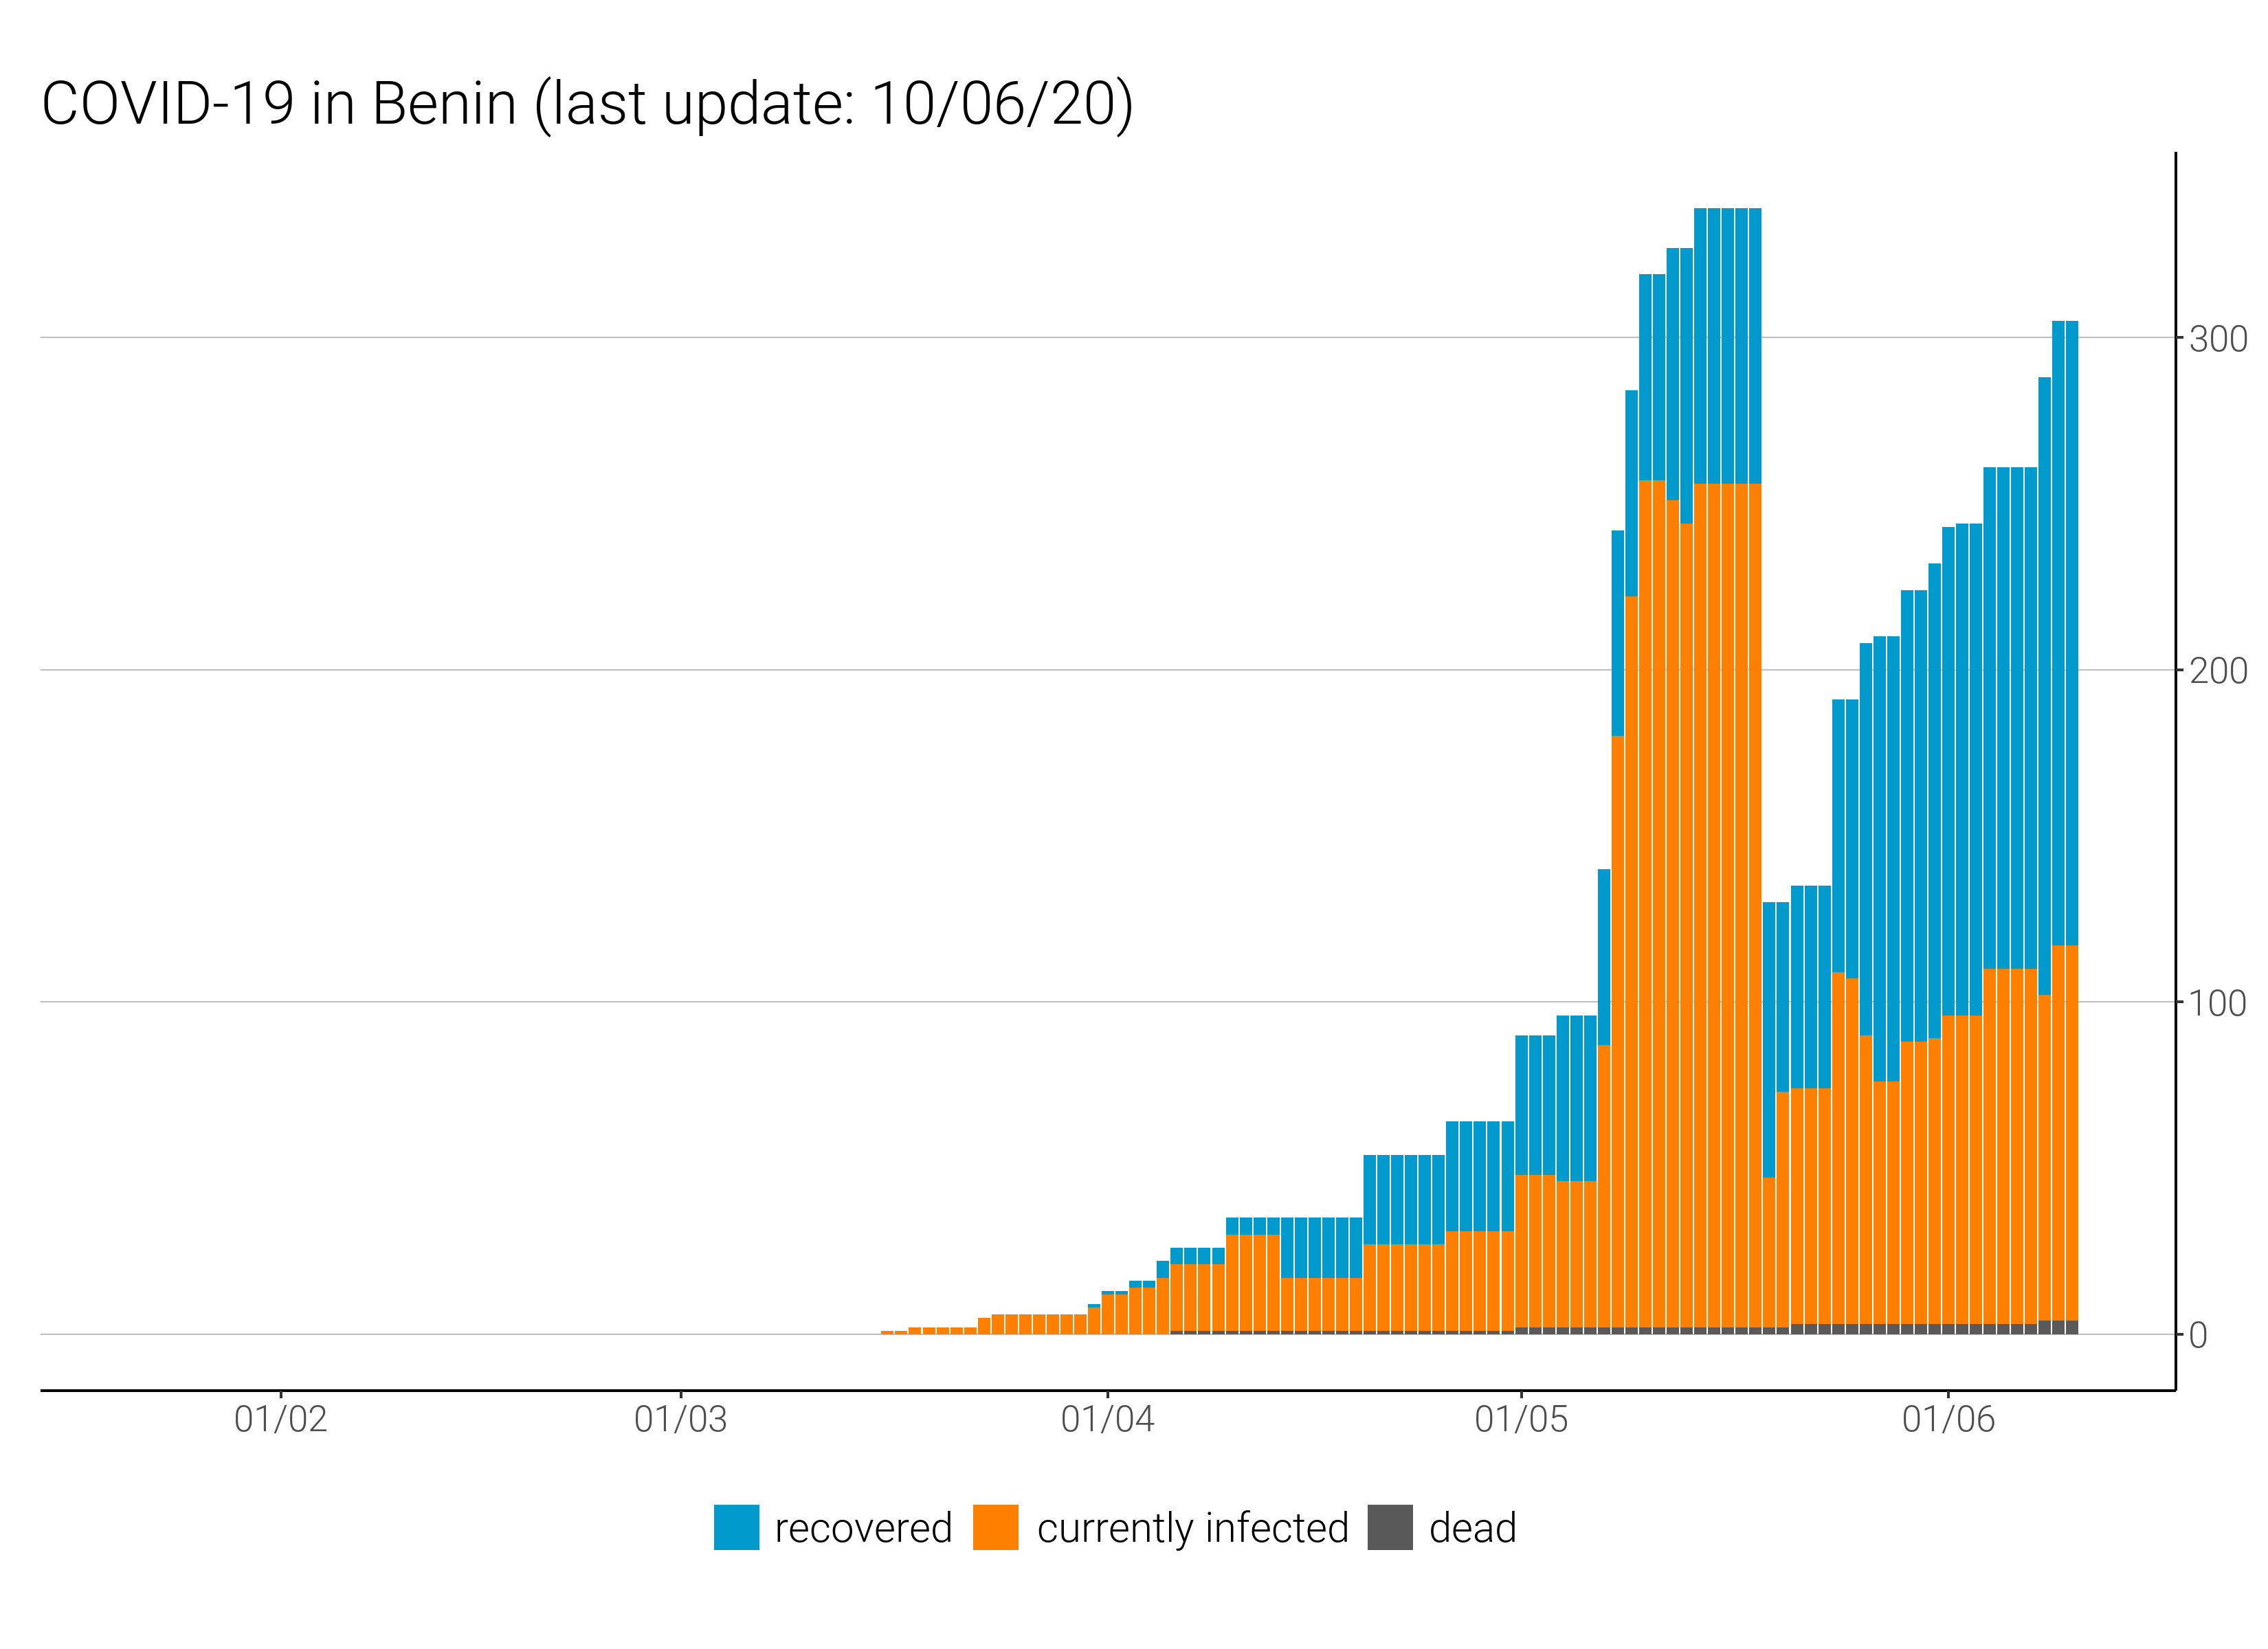 COVID-19 in Benin (last update: 10/06/20)
300
200
100
0
01/02 01/03 01/04 01/05 01/06
recovered currently infected dead